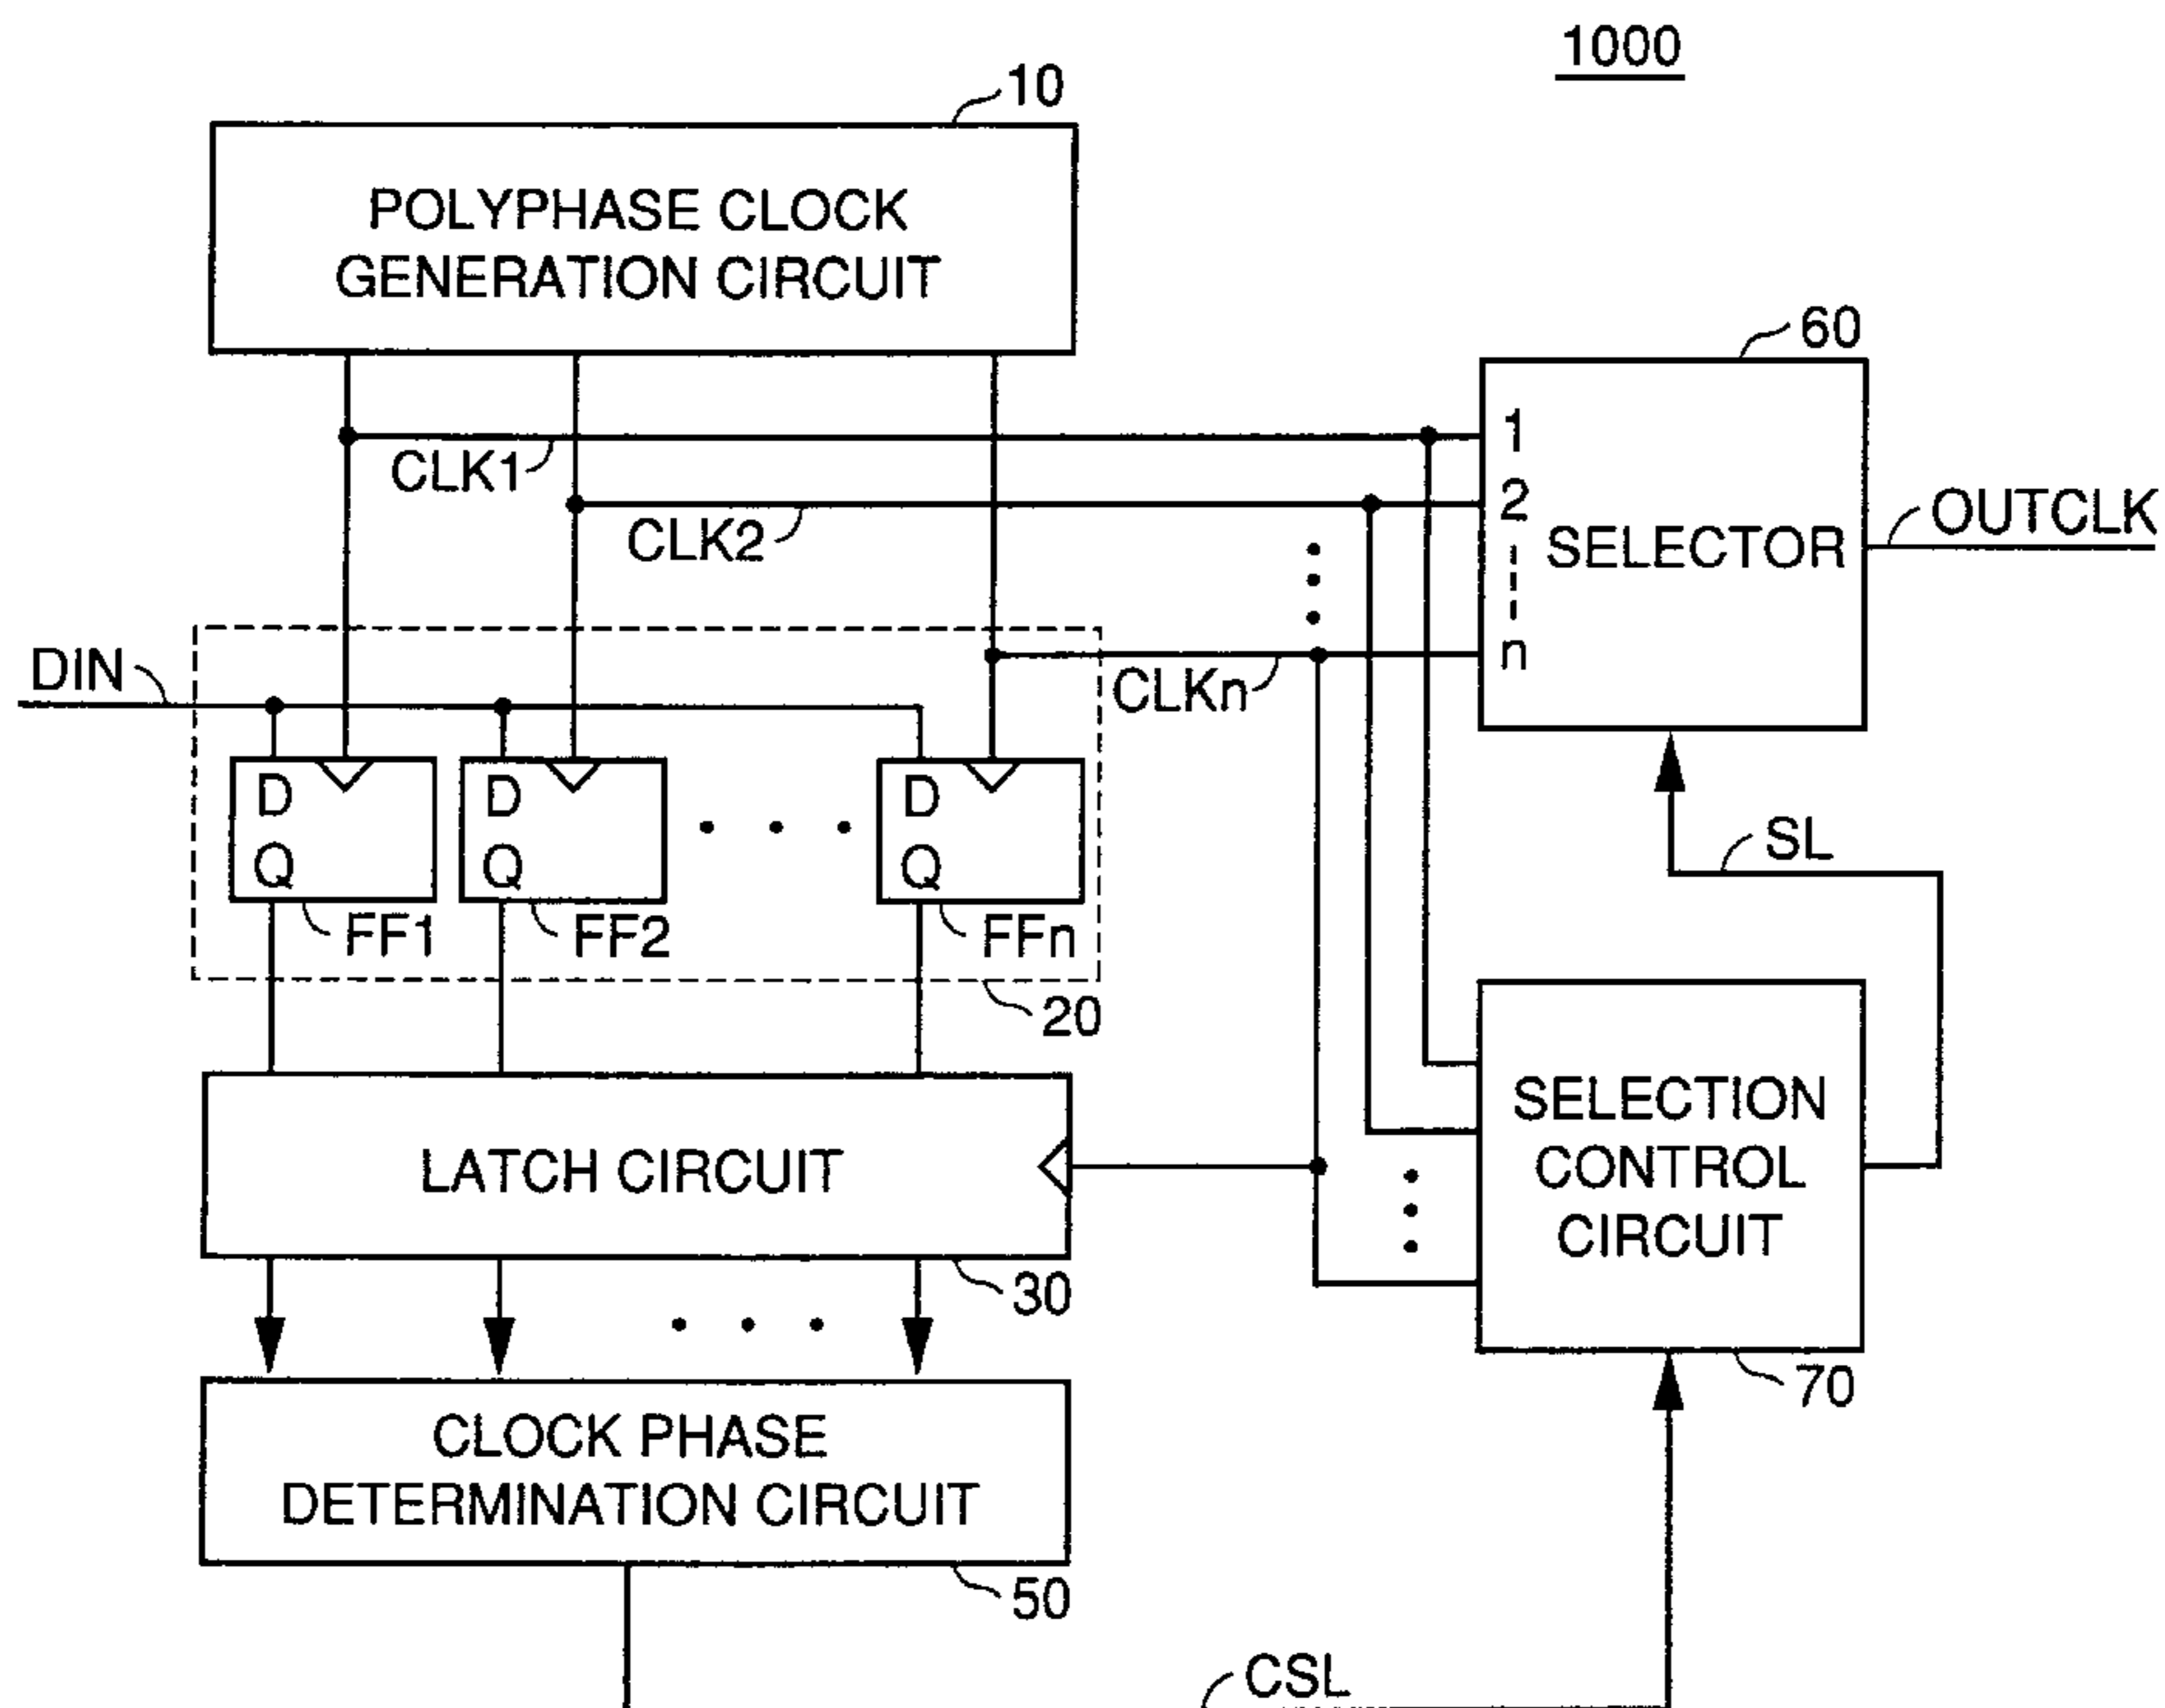 1000
10
POLYPHASE CLOCK
GENERATION CIRCUIT
60
1
CLK1
2
OUTCLK
CLK2
SELECTOR
DIN
n
CLKn
D
D
D
Q
Q
Q
SL
FF1
FF2
FFn
20
SELECTION
CONTROL
CIRCUIT
LATCH CIRCUIT
30
70
CLOCK PHASE
DETERMINATION CIRCUIT
50
CSL